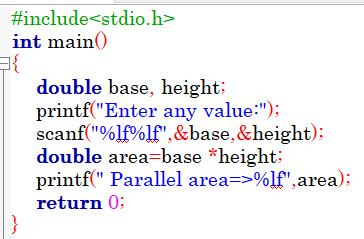 #include<stdio.h>
int main()
{
double base, height;
printf("Enter any value:");
scanf("%lf%lf",&base,&height);
double area=base *height;
printf(" Parallel area=>%lf",area);
return 0;
}